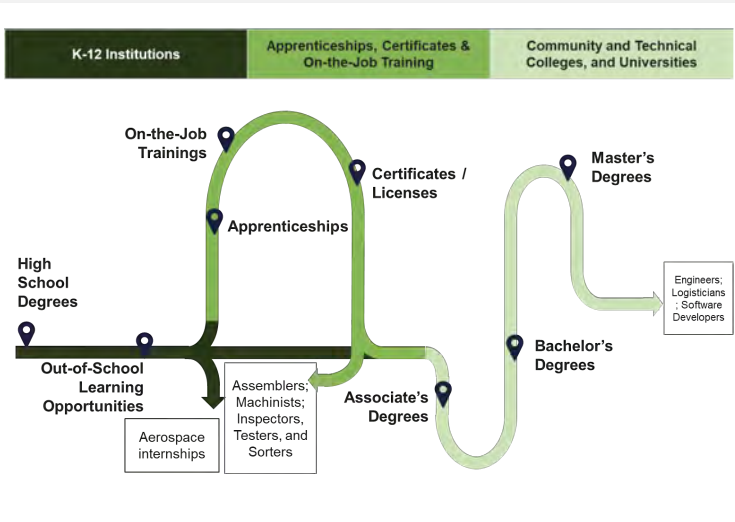 K-12 Institutions
Apprenticeships, Certificates &
On-the-Job Training
Community and Technical
Colleges, and Universities
On-the-Job
Trainings
Certificates /
Licenses
Master's
Degrees
Apprenticeships
High
School
Degrees
Engineers;
Logisticians
; Software
Developers
Out-of-School
Learning
Opportunities
Bachelor's
Degrees
Associate's
Degrees
Assemblers;
Machinists;
Inspectors,
Testers, and
Sorters
Aerospace
internships